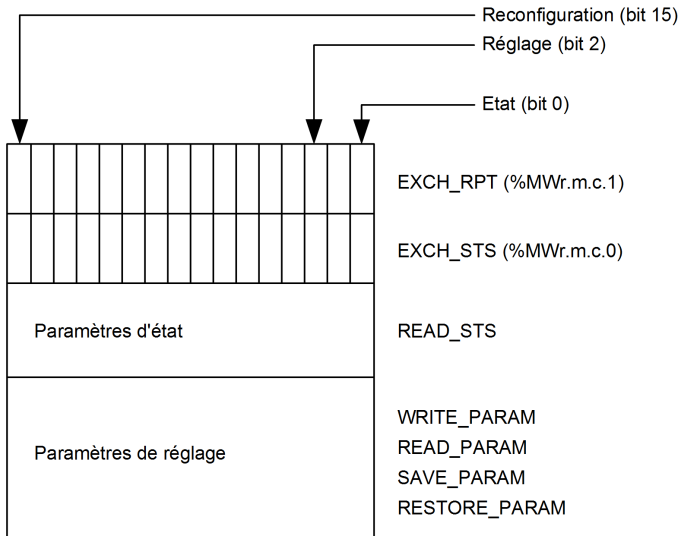 Reconfiguration (bit 15)
Réglage (bit 2)
Etat (bit 0)
EXCH_RPT (%MWr.m.c.1)
EXCH_STS (%MWr.m.c.0)
Paramètres d'état
READ_STS
WRITE_PARAM
Paramètres de réglage
READ_PARAM
SAVE_PARAM
RESTORE_PARAM